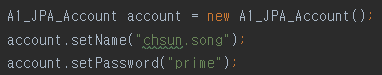 A1_JPA_Account account = new A1_JPA_Account();
account.setName("chsun.song");
account.setPassword("prime");